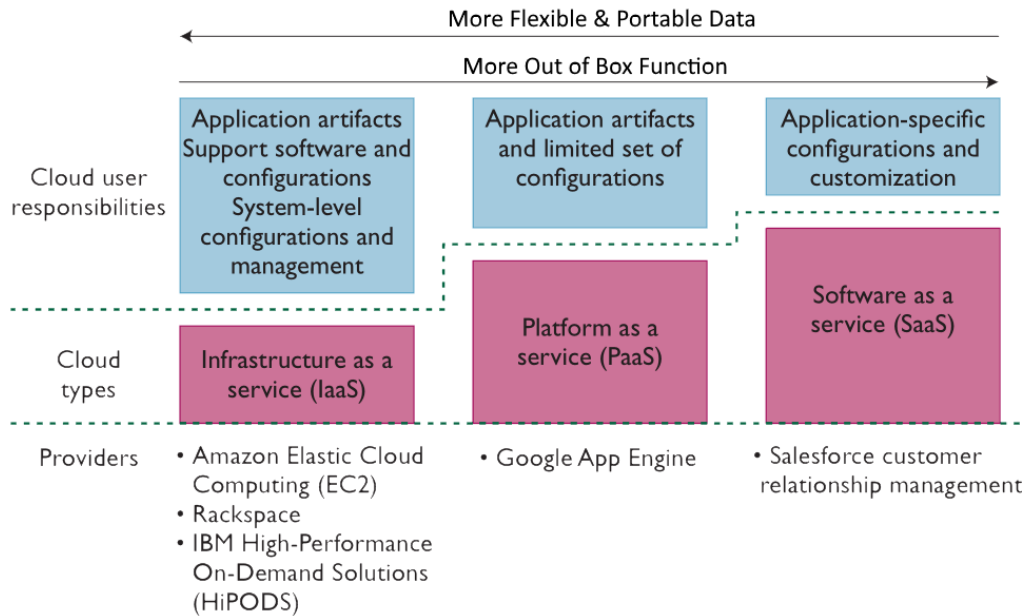 More Flexible & Portable Data
More Out of Box Function
Cloud user
responsibilities
Application artifacts
Support software and
configurations
System-level
configurations and
management
Application artifacts
and limited set of
configurations
Application-specific
configurations and
customization
Cloud
types
Infrastructure as a
service (IaaS)
Platform as a
service (PaaS)
Software as a
service (SaaS)
Providers
• Amazon Elastic Cloud
Computing (EC2)
• Rackspace
• IBM High-Performance
On-Demand Solutions
(HiPODS)
• Google App Engine
• Salesforce customer
relationship management